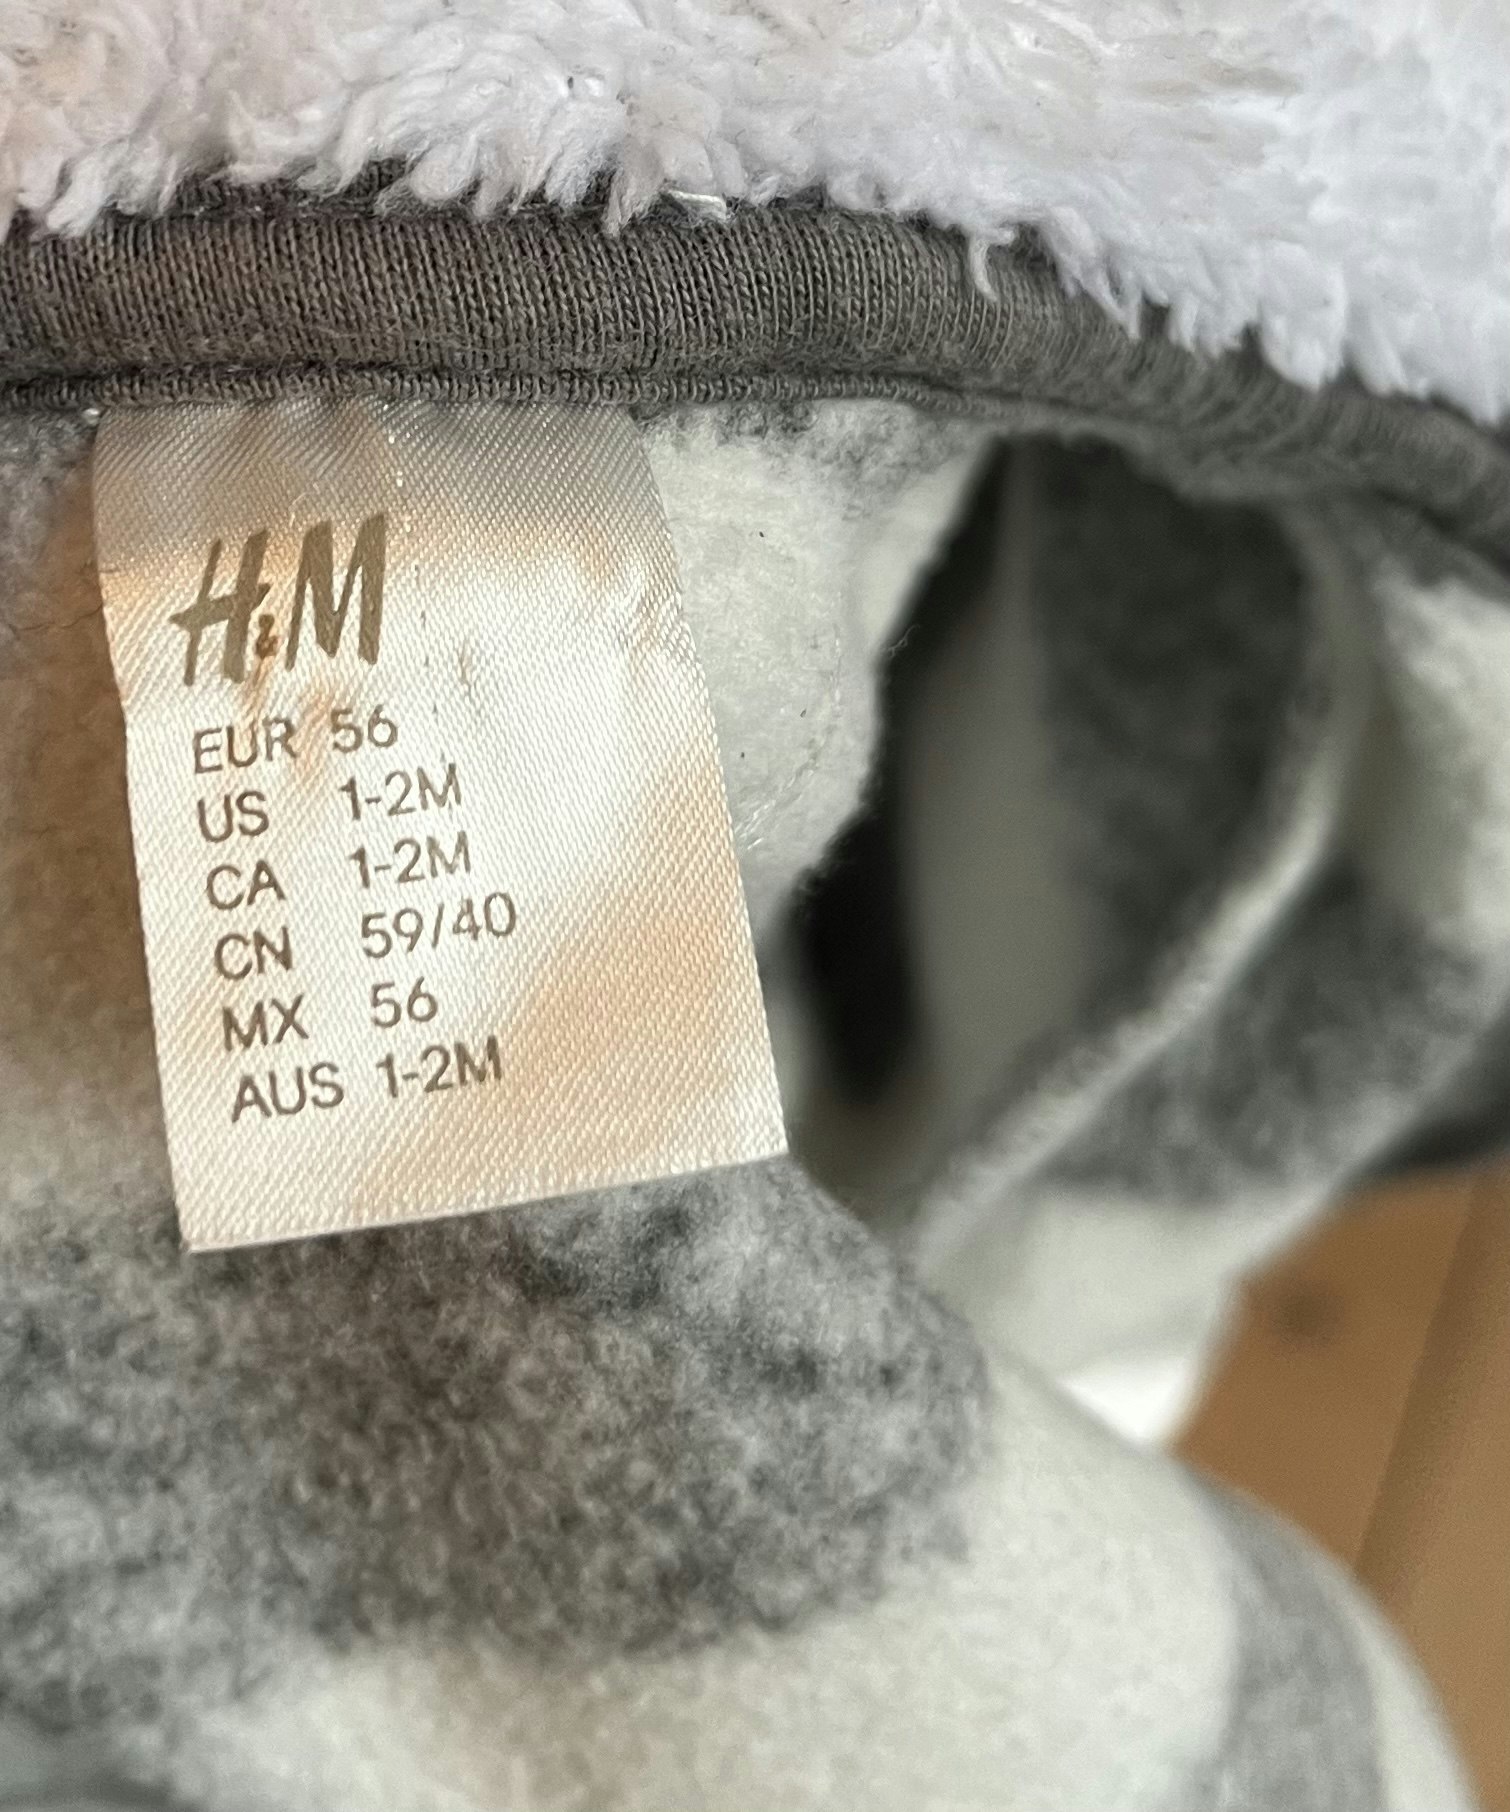 H&M
EUR 56
US 1-2M
CA 1-2M
CN 59/40
MX 56
AUS 1-2M